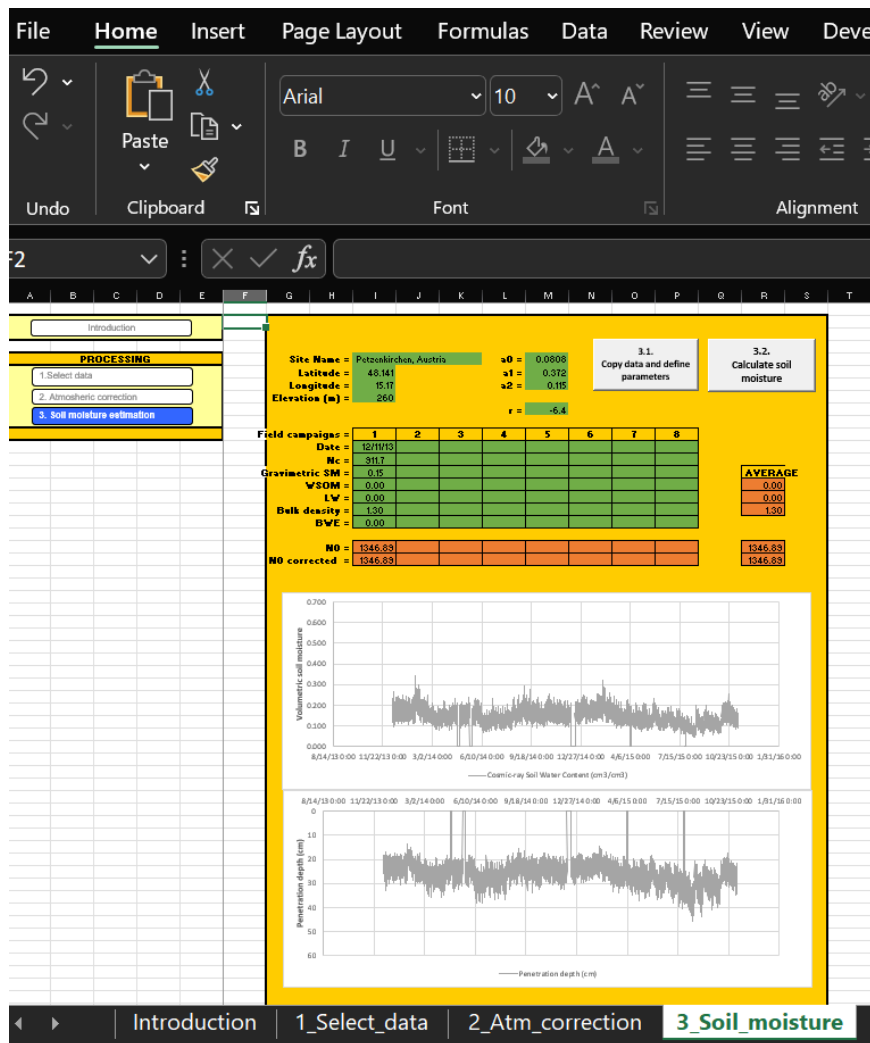 File Home Insert Page Layout Formulas Data Review View Deve
Paste
Arial 10 A^ A˅
B I U A
Undo Clipboard Font Alignment
F2 fx
A B C D E F G H I J K L M N O P Q R S T
Introduction
PROCESSING
1.Select data
2. Atmosheric correction
3. Soil moisture estimation
Site Name = Petzenkirchen, Austria a0 = 0.0808
Latitude = 48.141 a1 = 0.372
Longitude = 15.17 a2 = 0.115
Elevation (m) = 260
r = -6.4
3.1.
Copy data and define
parameters
3.2.
Calculate soil
moisture
Field campaigns = 1 2 3 4 5 6 7 8
Date = 12/11/13
Nc = 911.7
Gravimetric SM = 0.15 AVERAGE
WSOM = 0.00 0.00
LW = 0.00 0.00
Bulk density = 1.30 1.30
BWE = 0.00
N0 = 1346.89 1346.89
N0 corrected = 1346.89 1346.89
Volumetric soil moisture
0.700
0.600
0.500
0.400
0.300
0.200
0.100
0.000
8/14/13 0:00 11/22/13 0:00 3/2/14 0:00 6/10/14 0:00 9/18/14 0:00 12/27/14 0:00 4/6/15 0:00 7/15/15 0:00 10/23/15 0:00 1/31/16 0:00
Cosmic-ray Soil Water Content (cm3/cm3)
8/14/13 0:00 11/22/13 0:00 3/2/14 0:00 6/10/14 0:00 9/18/14 0:00 12/27/14 0:00 4/6/15 0:00 7/15/15 0:00 10/23/15 0:00 1/31/16 0:00
Penetration depth (cm)
0
10
20
30
40
50
60
Penetration depth (cm)
Introduction 1_Select_data 2_Atm_correction 3_Soil_moisture